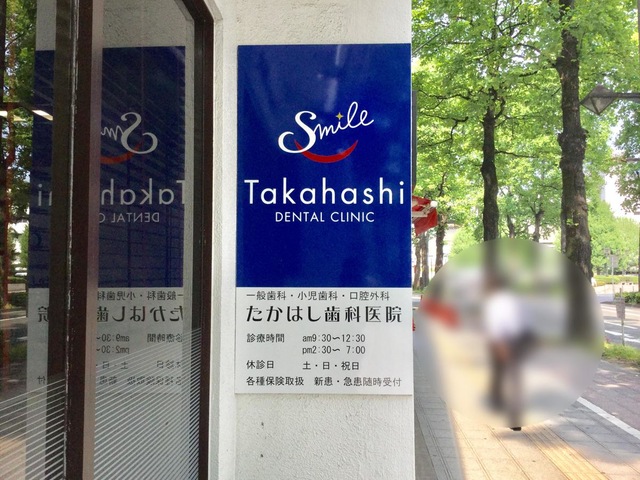 Smile
Takahashi
DENTAL CLINIC
一般歯科・小児歯科・口腔外科
たかはし歯科医院
診療時間 am9:30〜12:30
pm2:30〜 7:00
休診日 土・日・祝日
各種保険取扱 新患・急患随時受付